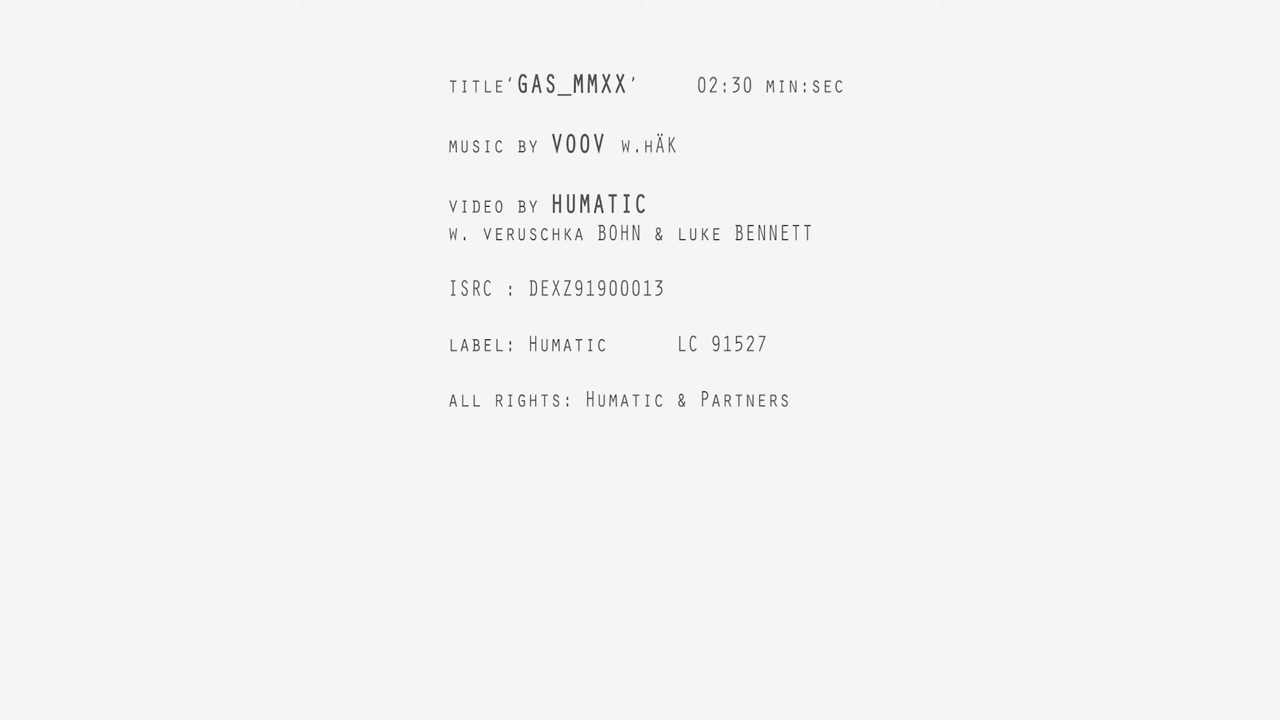 TITLE‘GAS_MMXX’ 02:30 MIN:SEC
MUSIC BY VOOV W.HÄK
VIDEO BY HUMATIC
W. VERUSCHKA BOHN & LUKE BENNETT
ISRC : DEXZ91900013
LABEL: HUMATIC LC 91527
ALL RIGHTS: HUMATIC & PARTNERS